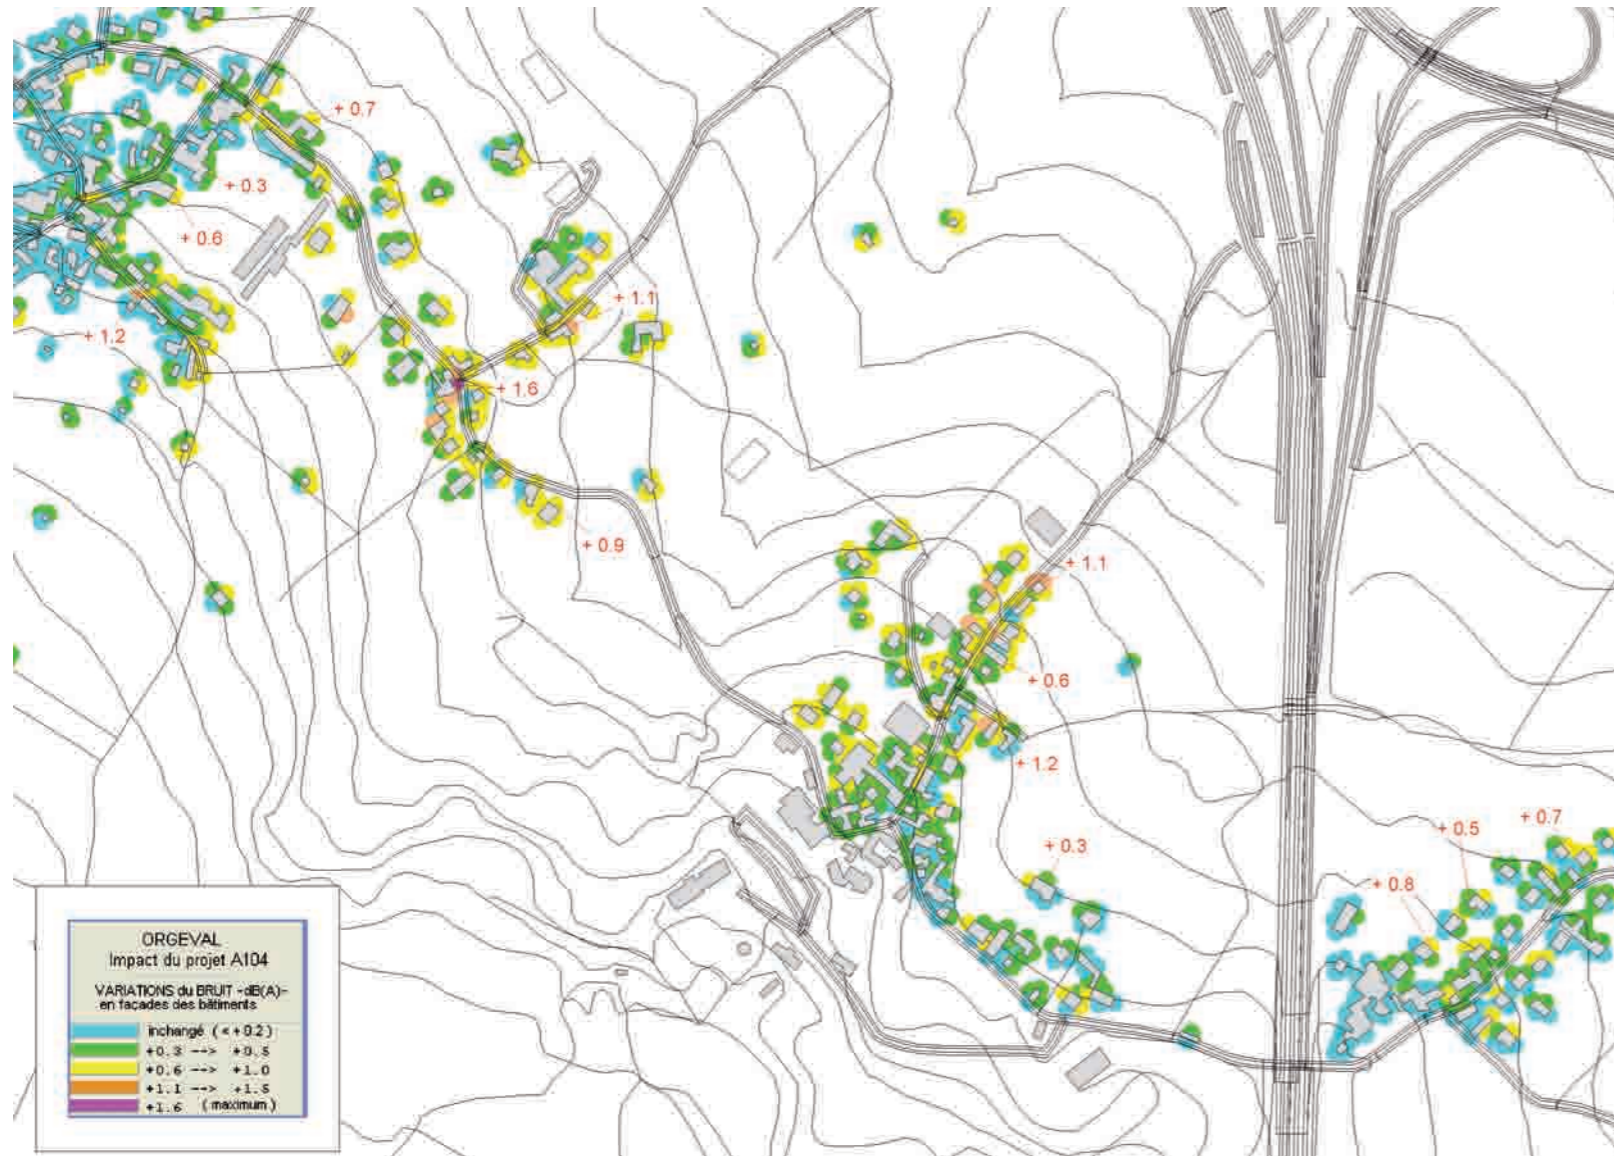 + 0.7
+ 0.3
+ 0.6
+ 1.1
+ 1.2
+ 1.6
+ 0.9
+ 1.1
+ 0.6
+ 1.2
+ 0.3
+ 0.5
+ 0.7
+ 0.8
ORGEVAL
Impact du projet A104
VARIATIONS du BRUIT -dB(A)-
en façades des bâtiments
inchangé ( < + 0.2 )
+0.3 --> +0.5
+0.6 --> +1.0
+1.1 --> +1.5
+1.6 ( maximum )